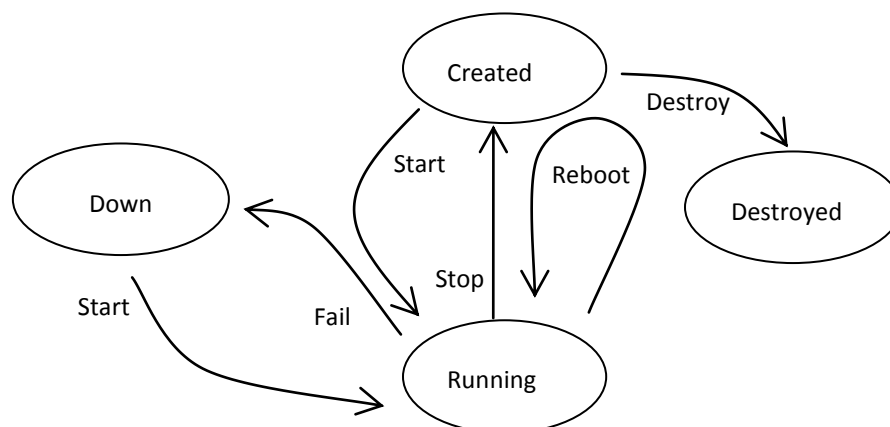 Created
Destroy
Start
Reboot
Down
Destroyed
Stop
Start
Fail
Running